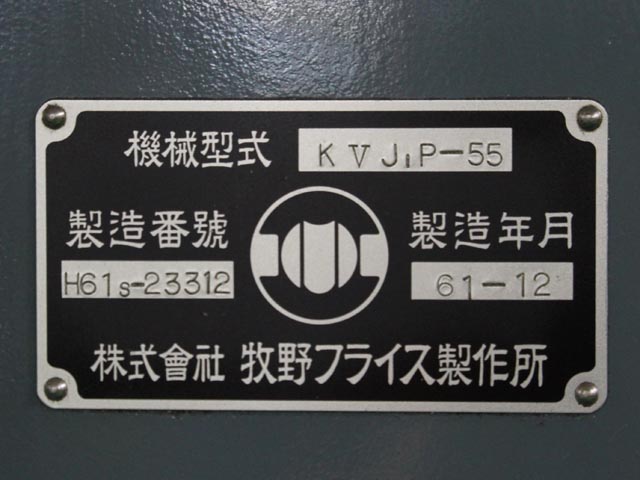 機械型式 KVJIP-55
製造番號 製造年月
H61s-23312 61-12
株式會社 牧野フライス製作所